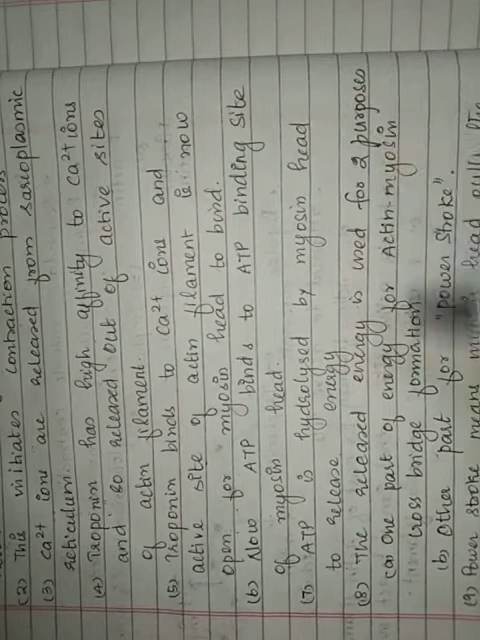 (2) This initiates contraction process
(3) Ca2+ ions are released from sarcoplasmic
reticulum.
(4) Troponin has high affinity to Ca2+ ions
and so released out of active sites
of actin filament.
(5) Troponin binds to Ca2+ ions and
active site of actin filament is now
open for myosin head to bind.
(6) Now ATP binds to ATP binding site
of myosin head.
(7) ATP is hydrolysed by myosin head
to release energy
(8) The released energy is used for 2 purposes
(a) One part of energy for Actin-myosin
cross bridge formation
(b) Other part for "power stroke".
(9) Power stroke means head pulls